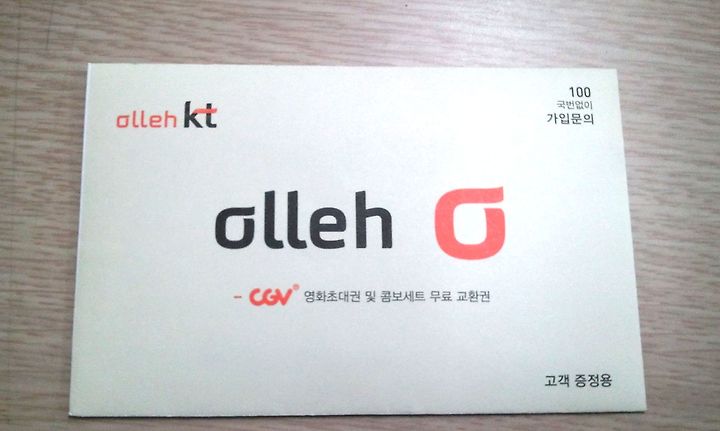 olleh kt
100
국번없이
가입문의
olleh
- CGV® 영화초대권 및 콤보세트 무료 교환권
고객 증정용